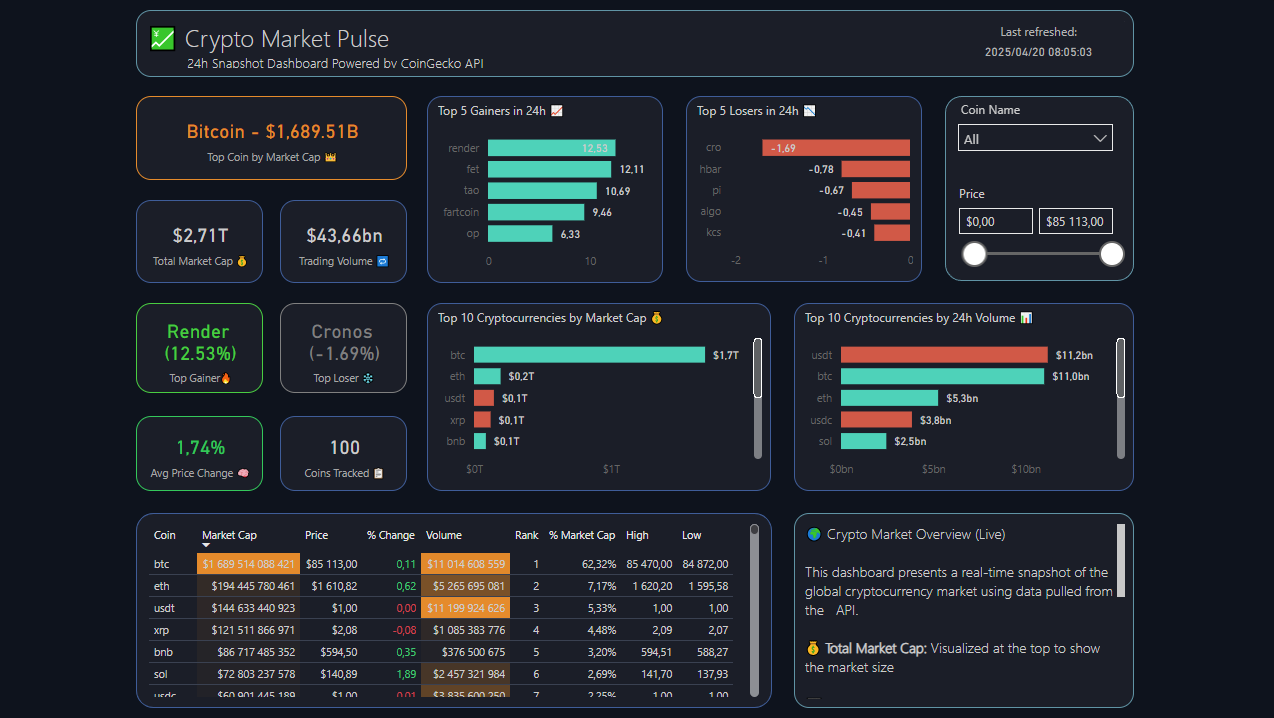 Crypto Market Pulse
24h Snapshot Dashboard Powered by CoinGecko API
Last refreshed:
2025/04/20 08:05:03
Bitcoin - $1,689.51B
Top Coin by Market Cap
$2,71T
Total Market Cap
$43,66bn
Trading Volume
Render
(12.53%)
Top Gainer
Cronos
(-1.69%)
Top Loser
1,74%
Avg Price Change
100
Coins Tracked
Top 5 Gainers in 24h
render 12,53
fet 12,11
tao 10,69
fartcoin 9,46
op 6,33
0 10
Top 5 Losers in 24h
cro -1,69
hbar -0,78
pi -0,67
algo -0,45
kcs -0,41
-2 -1 0
Coin Name
All
Price
$0,00 $85 113,00
Top 10 Cryptocurrencies by Market Cap
btc $1,7T
eth $0,2T
usdt $0,1T
xrp $0,1T
bnb $0,1T
$0T $1T
Top 10 Cryptocurrencies by 24h Volume
usdt $11,2bn
btc $11,0bn
eth $5,3bn
usdc $3,8bn
sol $2,5bn
$0bn $5bn $10bn
Coin Market Cap Price % Change Volume Rank % Market Cap High Low
btc $1 689 514 088 421 $85 113,00 0,11 $11 014 608 559 1 62,32% 85 470,00 84 872,00
eth $194 445 780 461 $1 610,82 0,62 $5 265 695 081 2 7,17% 1 620,20 1 595,58
usdt $144 633 440 923 $1,00 0,00 $11 199 924 626 3 5,33% 1,00 1,00
xrp $121 511 866 971 $2,08 -0,08 $1 085 383 776 4 4,48% 2,09 2,07
bnb $86 717 485 352 $594,50 0,35 $376 500 675 5 3,20% 594,51 588,27
sol $72 803 237 578 $140,89 1,89 $2 457 321 984 6 2,69% 141,70 137,93
usdc $60 901 445 189 $1,00 0,01 $3 835 600 250 7 2,25% 1,00 1,00
Crypto Market Overview (Live)
This dashboard presents a real-time snapshot of the
global cryptocurrency market using data pulled from
the API.
Total Market Cap: Visualized at the top to show
the market size